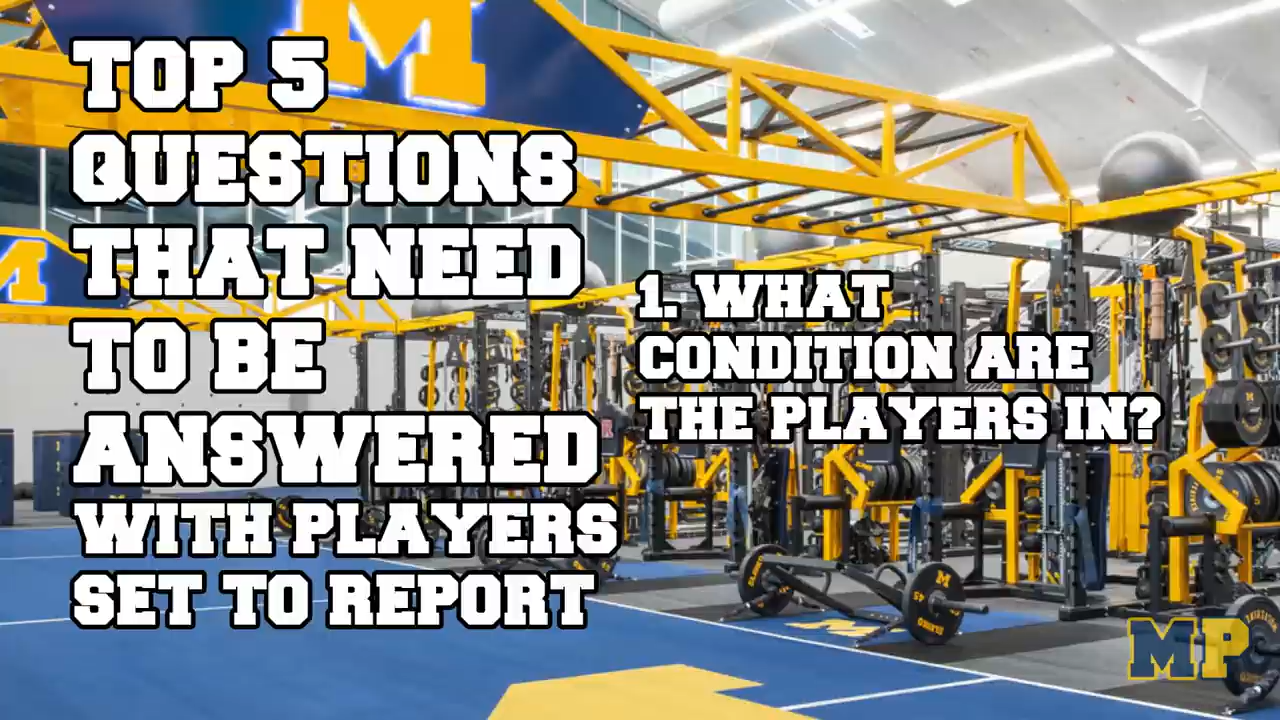 TOP 5
QUESTIONS
THAT NEED
TO BE
ANSWERED
WITH PLAYERS
SET TO REPORT
1. WHAT
CONDITION ARE
THE PLAYERS IN?
M
M
M
M
M
45
MP